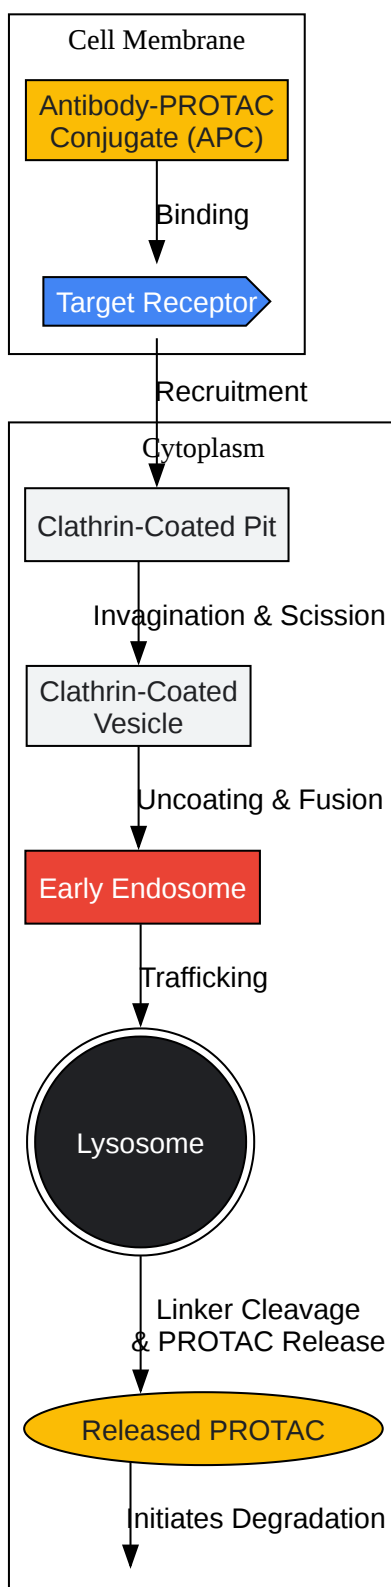 Cell Membrane
Antibody-PROTAC
Conjugate (APC)
Binding
Target Receptor
Recruitment
Cytoplasm
Clathrin-Coated Pit
Invagination & Scission
Clathrin-Coated
Vesicle
Uncoating & Fusion
Early Endosome
Trafficking
Lysosome
Linker Cleavage
& PROTAC Release
Released PROTAC
Initiates Degradation